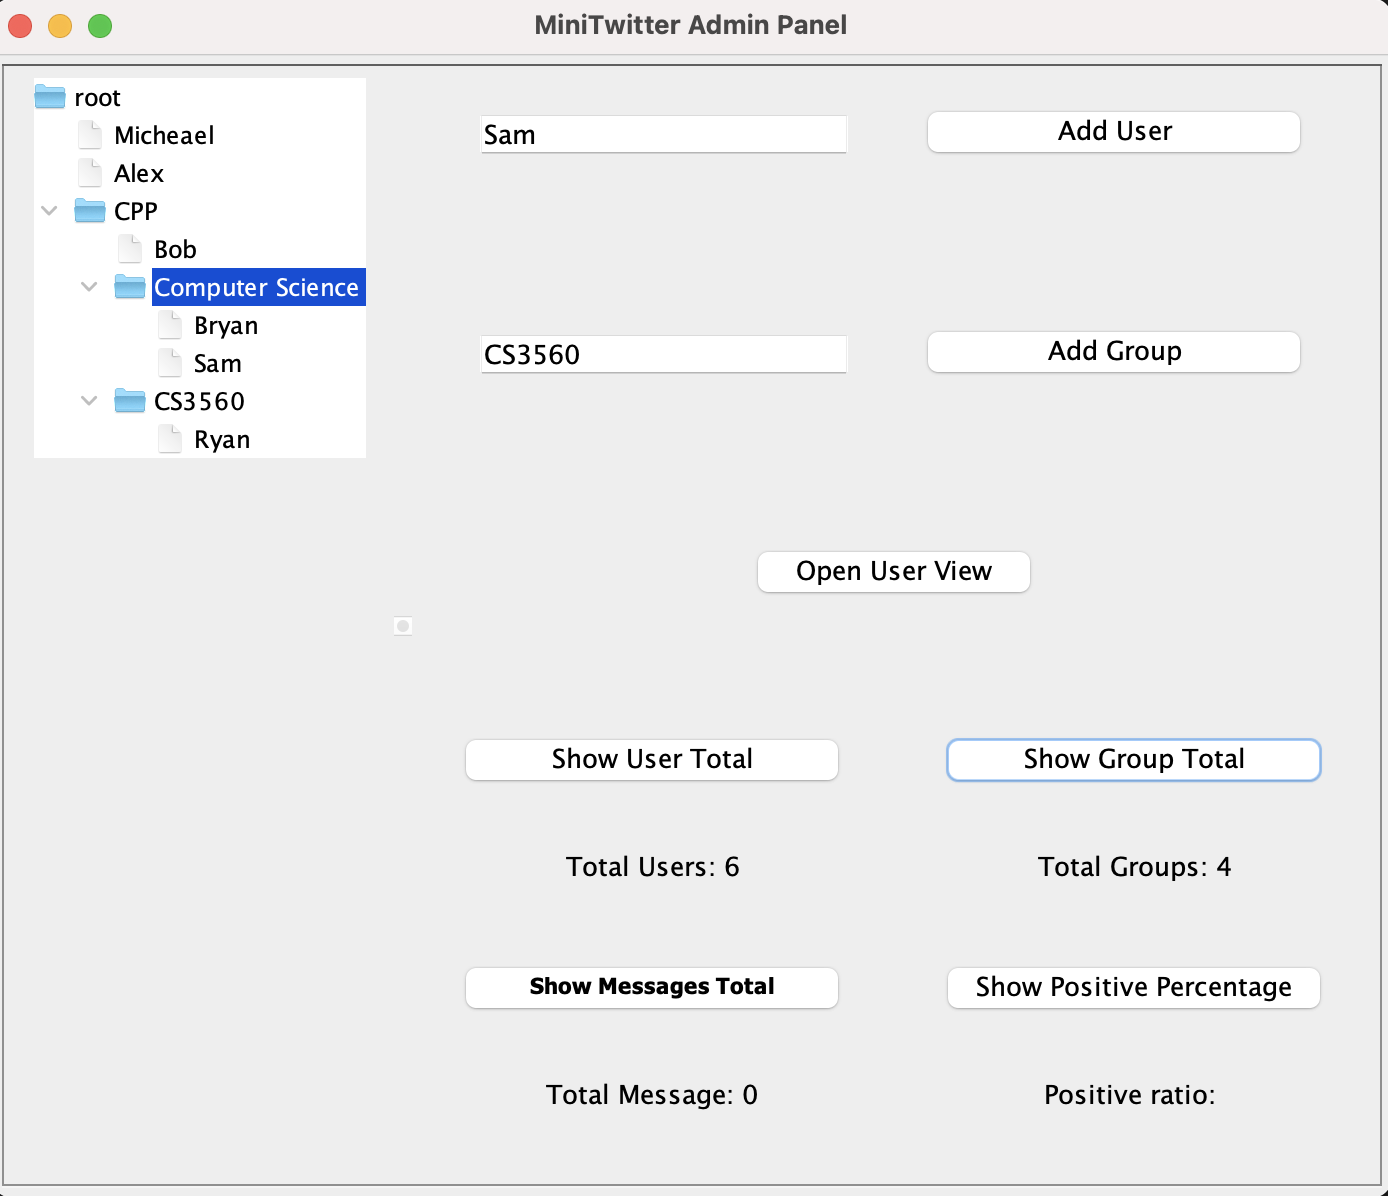 MiniTwitter Admin Panel
root
Micheael
Alex
CPP
Bob
Computer Science
Bryan
Sam
CS3560
Ryan
Sam
Add User
CS3560
Add Group
Open User View
Show User Total
Show Group Total
Total Users: 6
Total Groups: 4
Show Messages Total
Show Positive Percentage
Total Message: 0
Positive ratio: